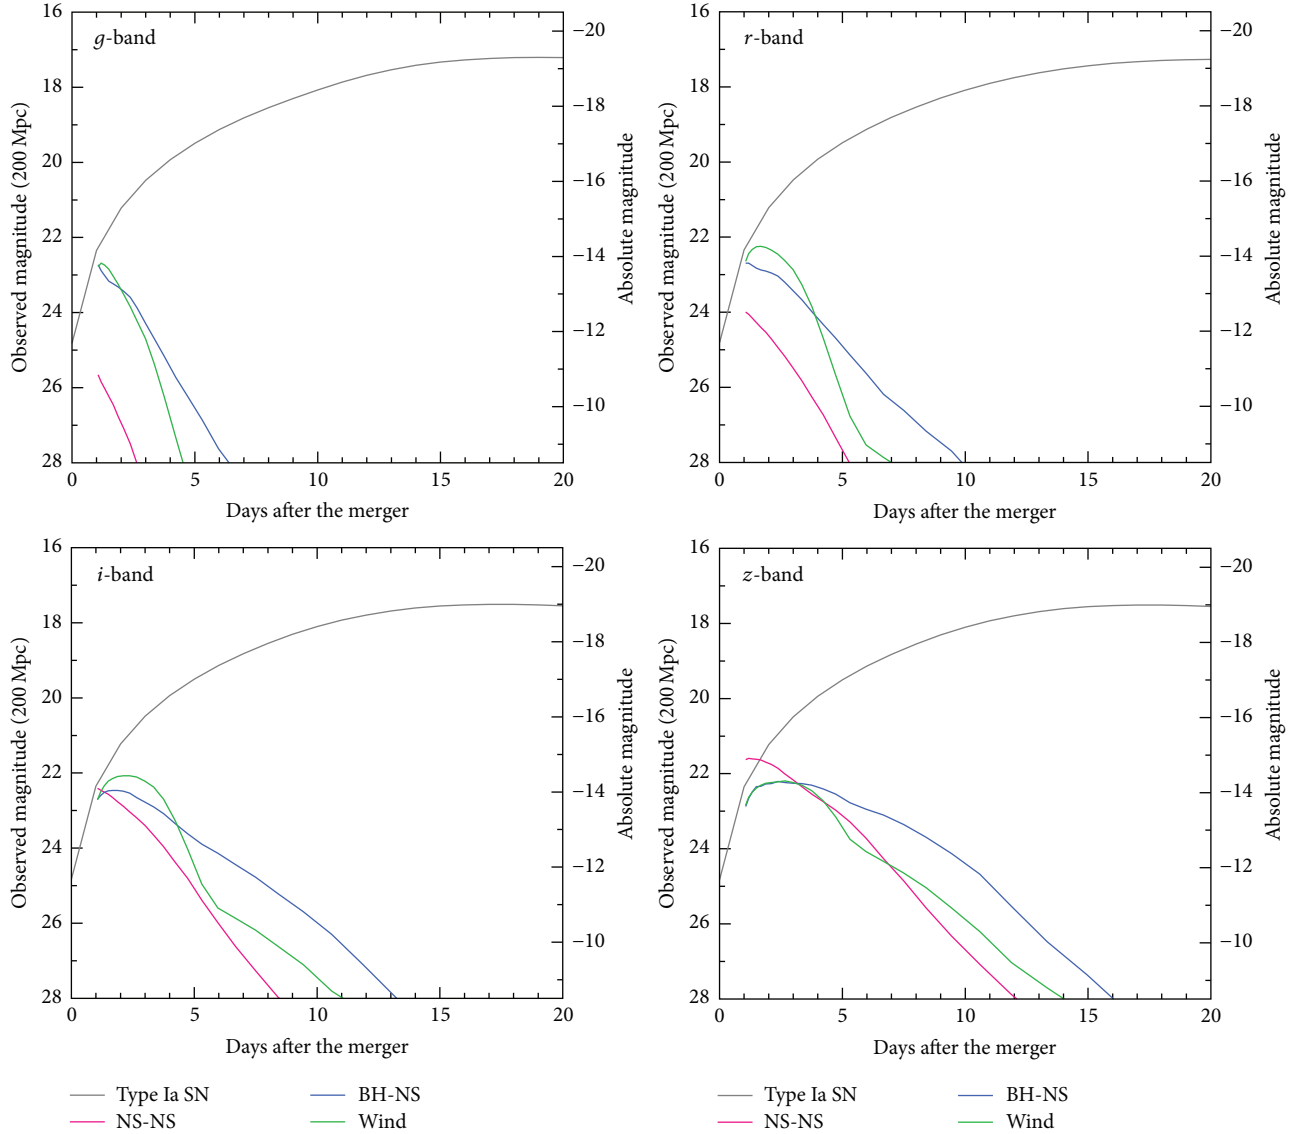 g-band
16
18
20
22
24
26
28
Observed magnitude (200 Mpc)
−20
−18
−16
−14
−12
−10
Absolute magnitude
0 5 10 15 20
Days after the merger
r-band
16
18
20
22
24
26
28
Observed magnitude (200 Mpc)
−20
−18
−16
−14
−12
−10
Absolute magnitude
0 5 10 15 20
Days after the merger
i-band
16
18
20
22
24
26
28
Observed magnitude (200 Mpc)
−20
−18
−16
−14
−12
−10
Absolute magnitude
0 5 10 15 20
Days after the merger
z-band
16
18
20
22
24
26
28
Observed magnitude (200 Mpc)
−20
−18
−16
−14
−12
−10
Absolute magnitude
0 5 10 15 20
Days after the merger
Type Ia SN BH-NS
NS-NS Wind
Type Ia SN BH-NS
NS-NS Wind